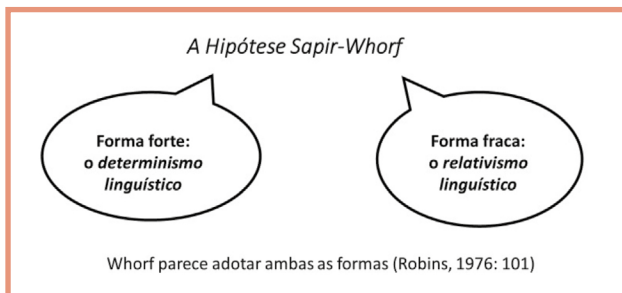 A Hipótese Sapir-Whorf
Forma forte:
o determinismo
linguístico
Forma fraca:
o relativismo
linguístico
Whorf parece adotar ambas as formas (Robins, 1976: 101)